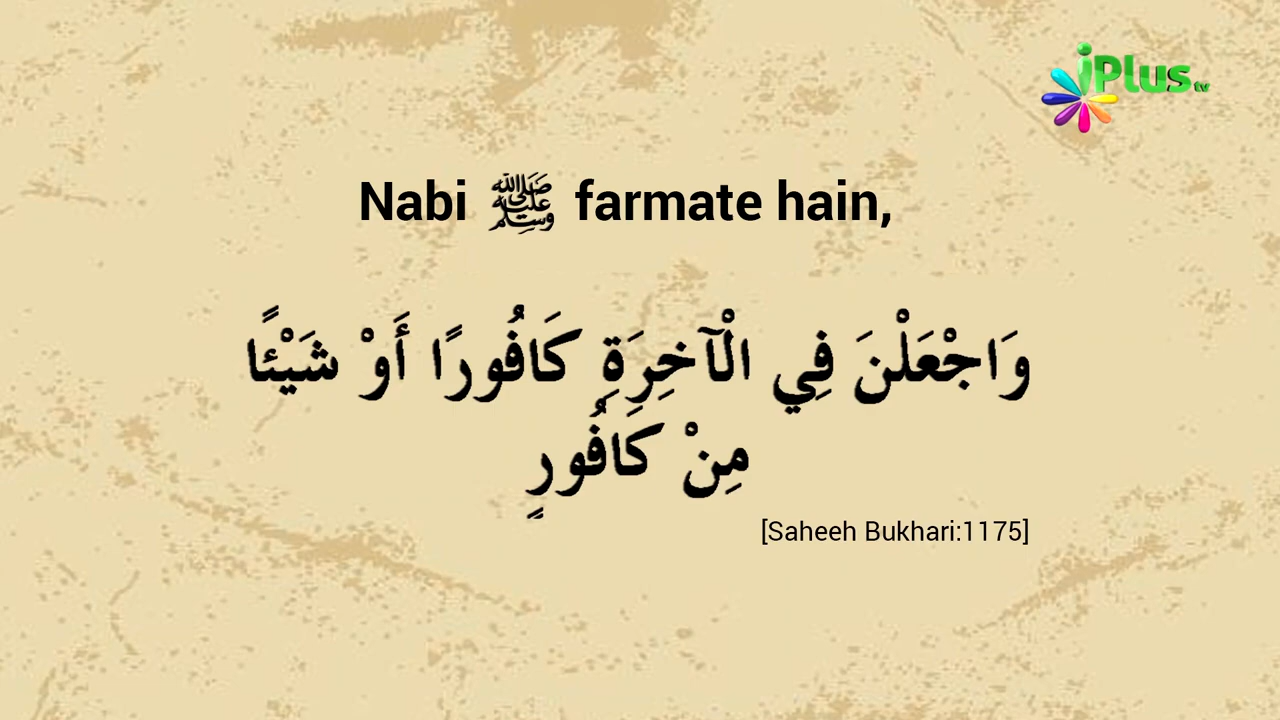 iPlus tv
Nabi ﷺ farmate hain,
وَاجْعَلْنَ فِي الْآخِرَةِ كَافُورًا أَوْ شَيْئًا
مِنْ كَافُورٍ
[Saheeh Bukhari:1175]